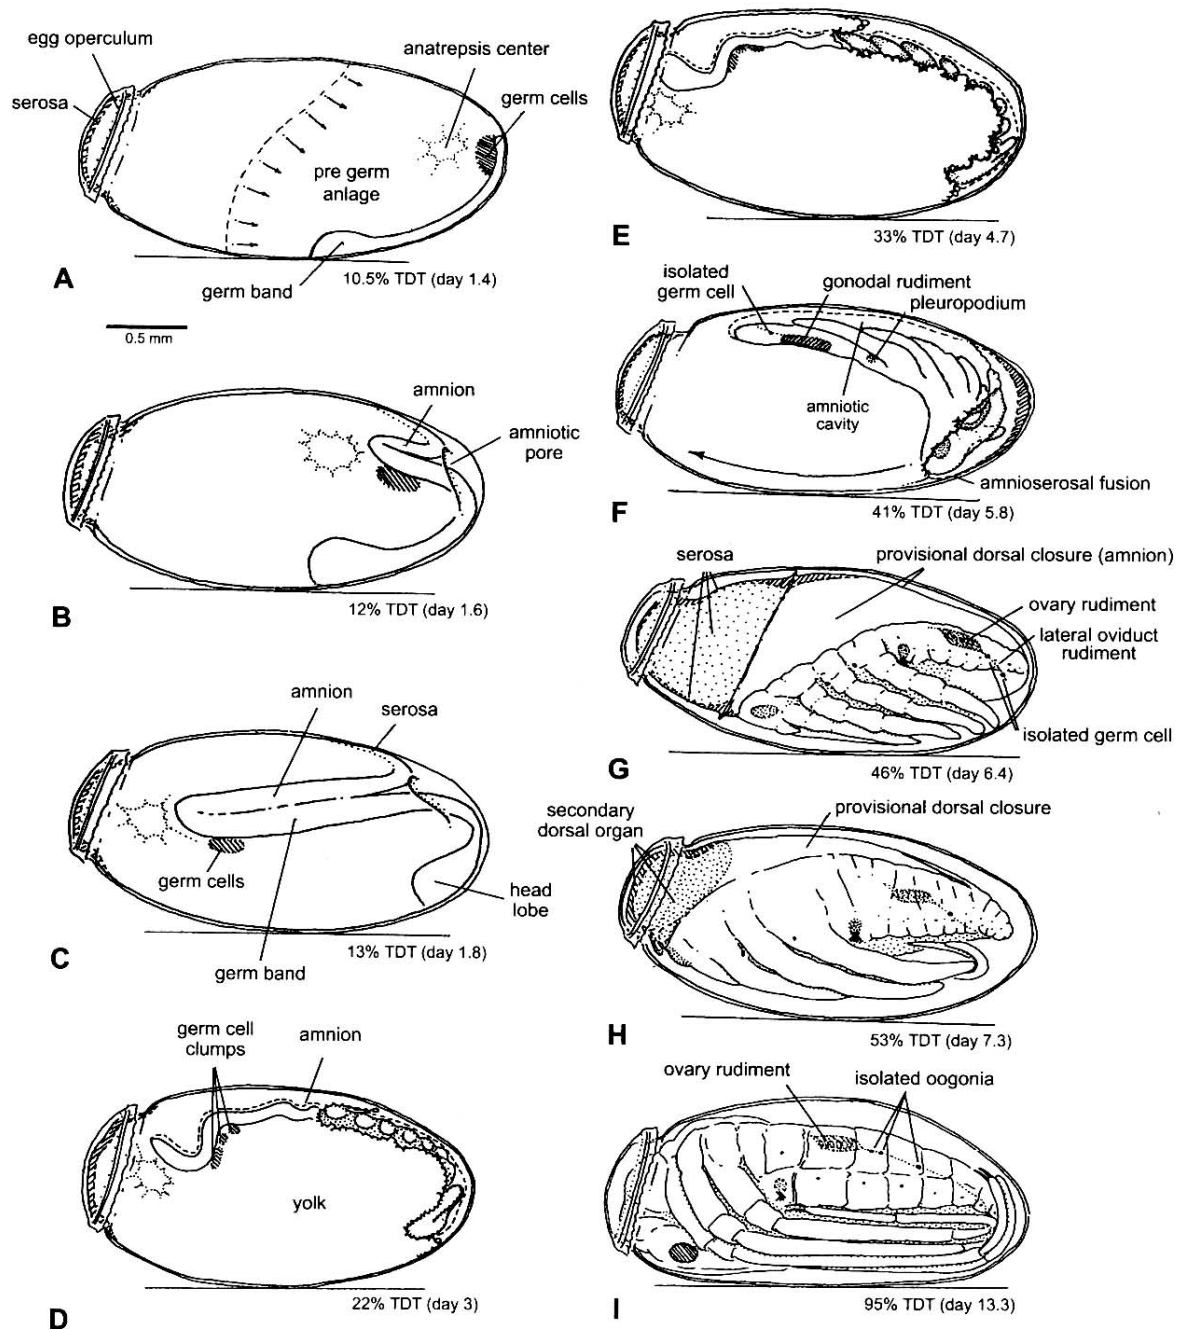 egg operculum
serosa
anatrepsis center
germ cells
pre germ
anlage
germ band
A
10.5% TDT (day 1.4)
0.5 mm
amnion
amniotic
pore
B
12% TDT (day 1.6)
amnion
serosa
germ cells
head
lobe
germ band
C
13% TDT (day 1.8)
germ cell
clumps
amnion
yolk
D
22% TDT (day 3)
E
33% TDT (day 4.7)
isolated
germ cell
gonodal rudiment
pleuropodium
amniotic
cavity
amnioserosal fusion
F
41% TDT (day 5.8)
serosa
provisional dorsal closure (amnion)
ovary rudiment
lateral oviduct
rudiment
isolated germ cell
G
46% TDT (day 6.4)
secondary
dorsal organ
provisional dorsal closure
H
53% TDT (day 7.3)
ovary rudiment
isolated oogonia
I
95% TDT (day 13.3)